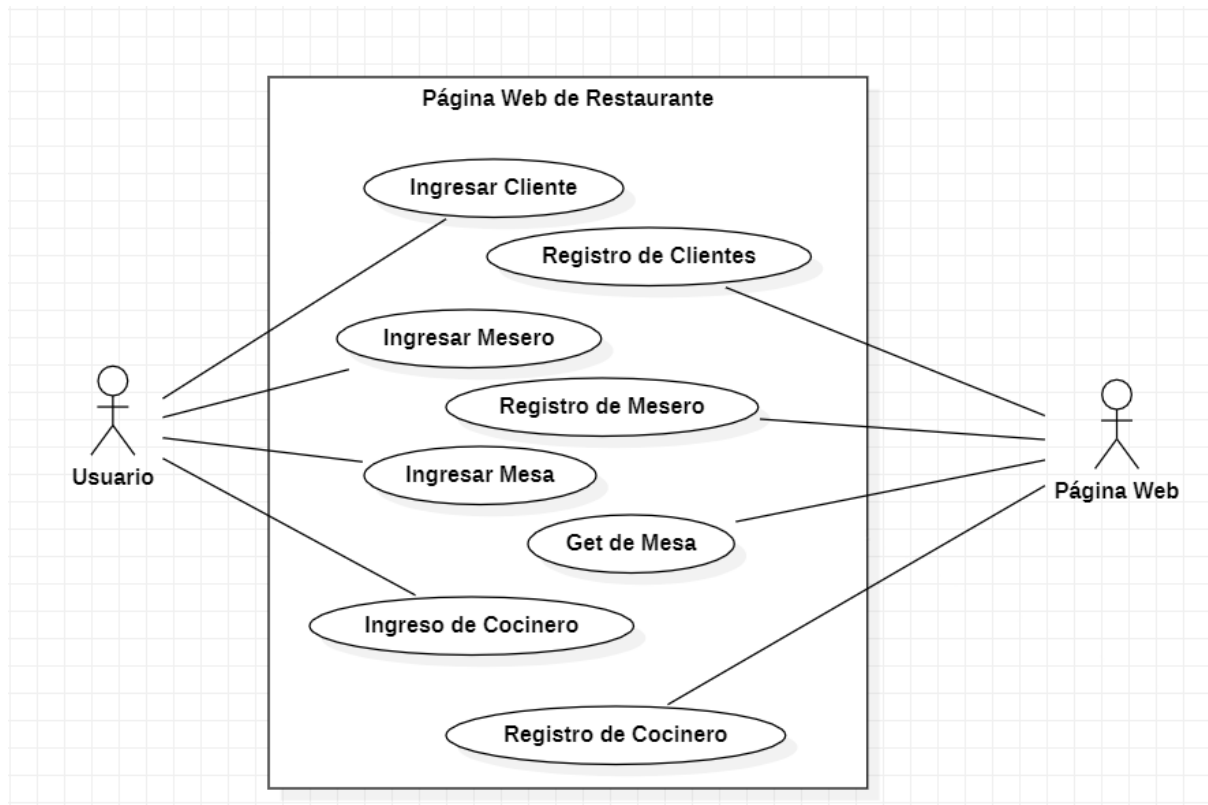 Página Web de Restaurante
Ingresar Cliente
Registro de Clientes
Ingresar Mesero
Registro de Mesero
Ingresar Mesa
Usuario
Página Web
Get de Mesa
Ingreso de Cocinero
Registro de Cocinero